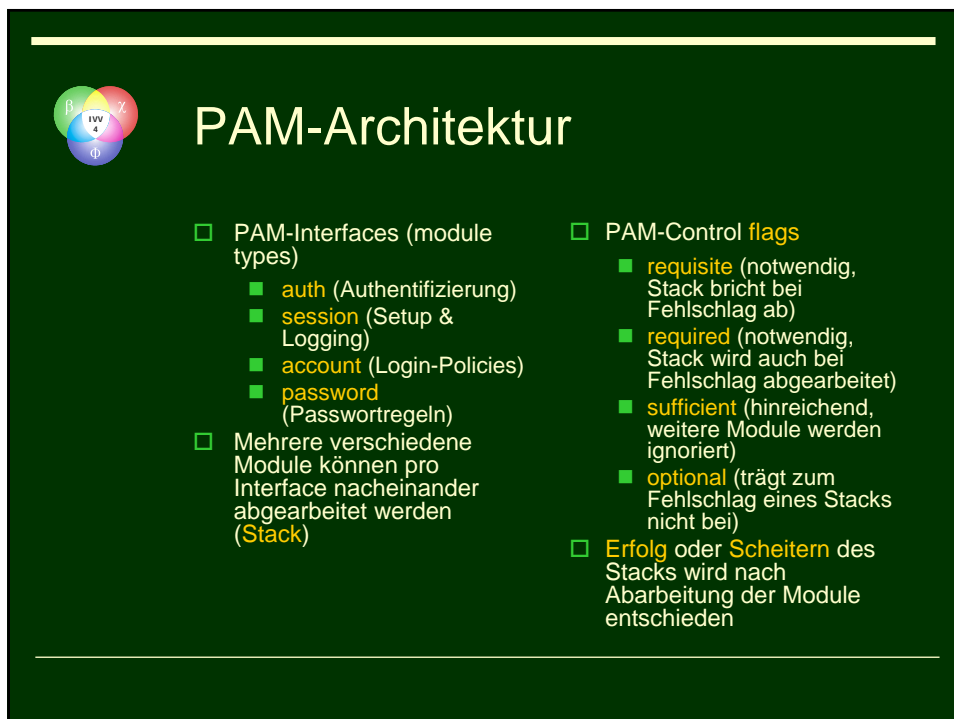 β χ
IVV
4
Φ
PAM-Architektur
PAM-Interfaces (module
types)
auth (Authentifizierung)
session (Setup &
Logging)
account (Login-Policies)
password
(Passwortregeln)
Mehrere verschiedene
Module können pro
Interface nacheinander
abgearbeitet werden
(Stack)
PAM-Control flags
requisite (notwendig,
Stack bricht bei
Fehlschlag ab)
required (notwendig,
Stack wird auch bei
Fehlschlag abgearbeitet)
sufficient (hinreichend,
weitere Module werden
ignoriert)
optional (trägt zum
Fehlschlag eines Stacks
nicht bei)
Erfolg oder Scheitern des
Stacks wird nach
Abarbeitung der Module
entschieden